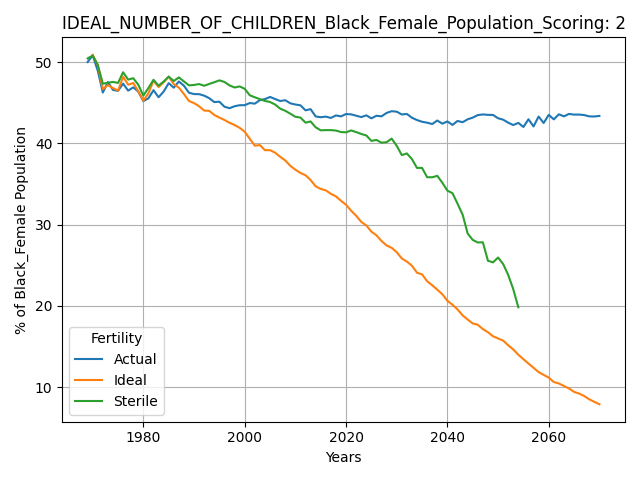 IDEAL_NUMBER_OF_CHILDREN_Black_Female_Population_Scoring: 2
% of Black_Female Population
50
40
30
20
10
Fertility
Actual
Ideal
Sterile
1980 2000 2020 2040 2060
Years